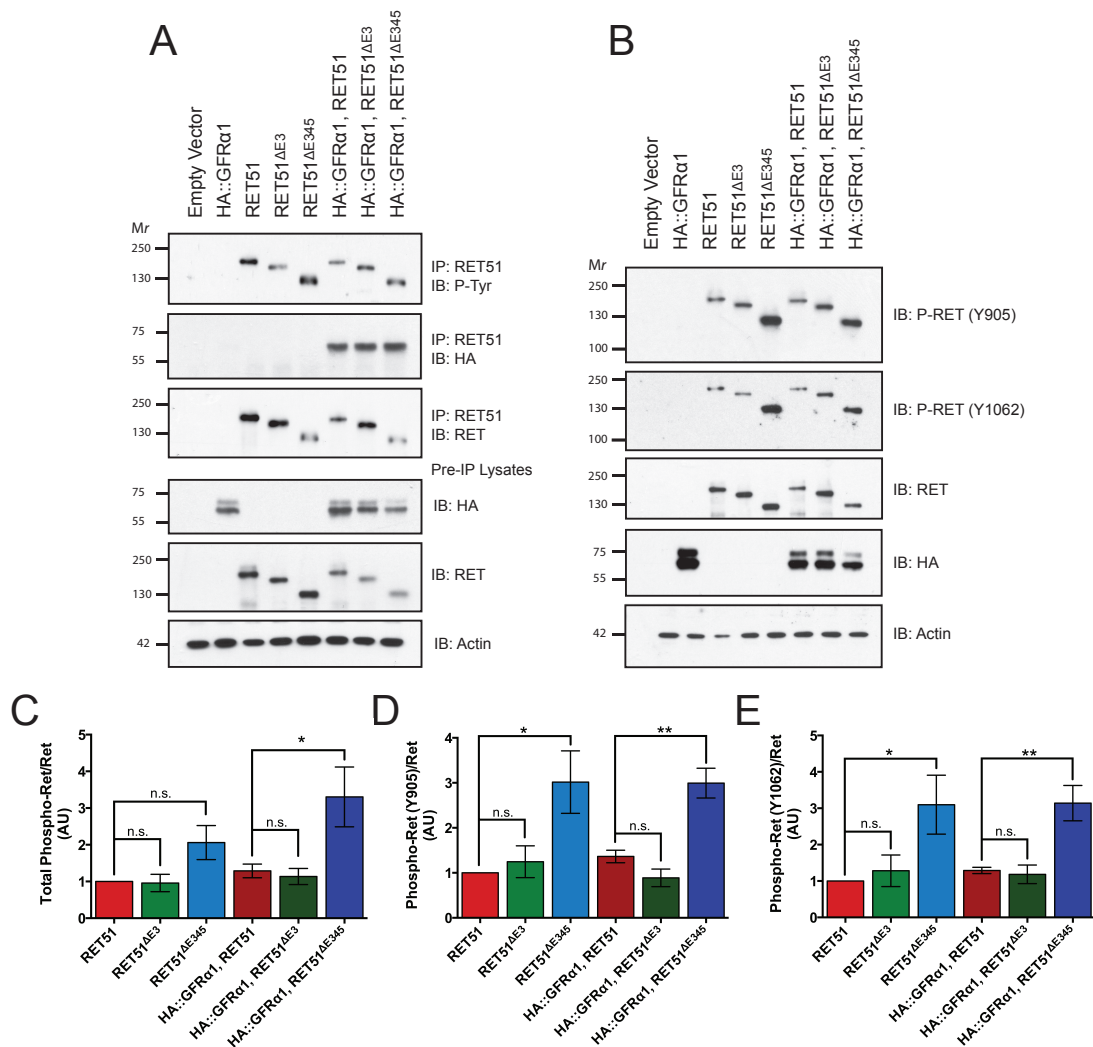 A
Empty Vector
HA::GFRα1
RET51
RET51ΔE3
RET51ΔE345
HA::GFRα1, RET51
HA::GFRα1, RET51ΔE3
HA::GFRα1, RET51ΔE345
Mr
250
130
IP: RET51
IB: P-Tyr
75
55
IP: RET51
IB: HA
250
130
IP: RET51
IB: RET
Pre-IP Lysates
75
55
IB: HA
250
130
IB: RET
42
IB: Actin
B
Empty Vector
HA::GFRα1
RET51
RET51ΔE3
RET51ΔE345
HA::GFRα1, RET51
HA::GFRα1, RET51ΔE3
HA::GFRα1, RET51ΔE345
Mr
250
130
100
IB: P-RET (Y905)
250
130
100
IB: P-RET (Y1062)
250
130
IB: RET
75
55
IB: HA
42
IB: Actin
C
Total Phospho-Ret/Ret
(AU)
5
4
3
2
1
0
n.s.
n.s.
n.s.
*
RET51
RET51ΔE3
RET51ΔE345
HA::GFRα1, RET51
HA::GFRα1, RET51ΔE3
HA::GFRα1, RET51ΔE345
D
Phospho-Ret (Y905)/Ret
(AU)
5
4
3
2
1
0
*
n.s.
**
n.s.
RET51
RET51ΔE3
RET51ΔE345
HA::GFRα1, RET51
HA::GFRα1, RET51ΔE3
HA::GFRα1, RET51ΔE345
E
Phospho-Ret (Y1062)/Ret
(AU)
5
4
3
2
1
0
*
n.s.
**
n.s.
RET51
RET51ΔE3
RET51ΔE345
HA::GFRα1, RET51
HA::GFRα1, RET51ΔE3
HA::GFRα1, RET51ΔE345